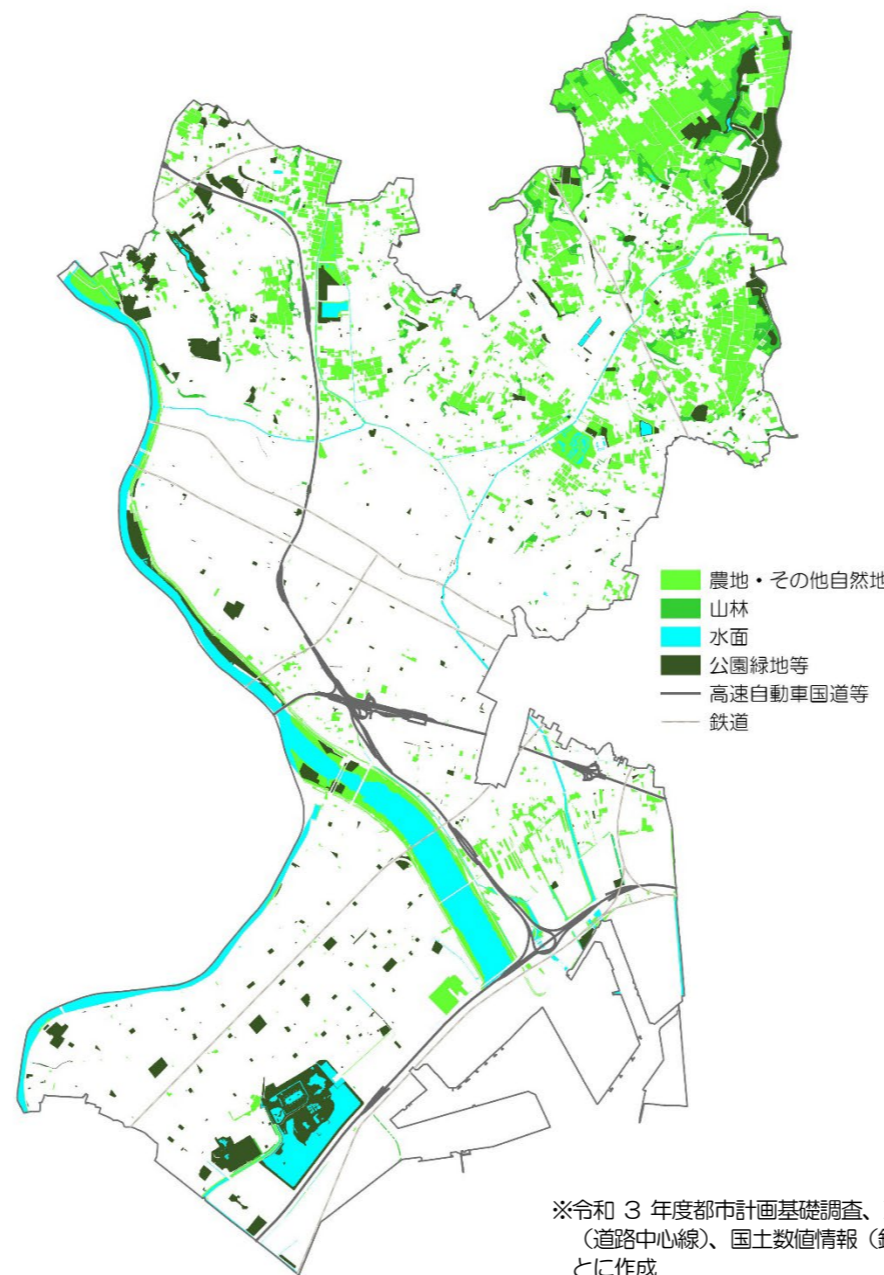 農地・その他自然地
山林
水面
公園緑地等
高速自動車国道等
鉄道
※令和 3 年度都市計画基礎調査、
（道路中心線）、国土数値情報（鉄
とに作成